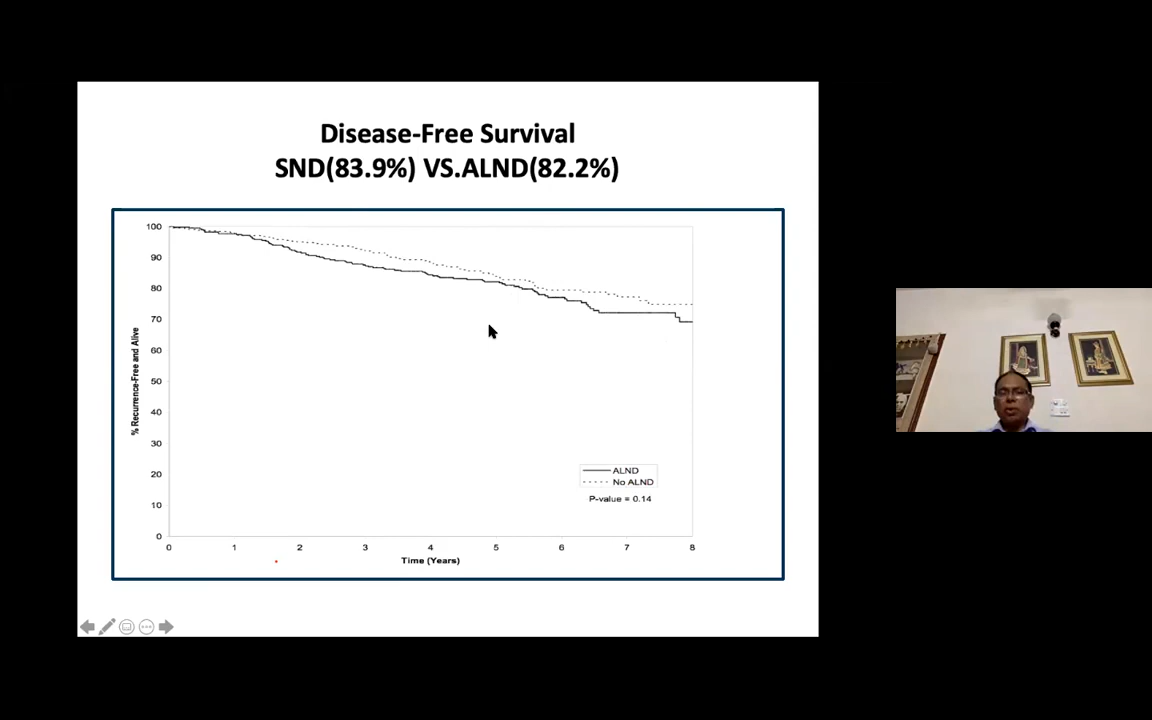 Disease-Free Survival
SND(83.9%) VS.ALND(82.2%)
100
90
80
70
60
50
40
30
20
10
0
% Recurrence-Free and Alive
ALND
No ALND
P-value = 0.14
0 1 2 3 4 5 6 7 8
Time (Years)